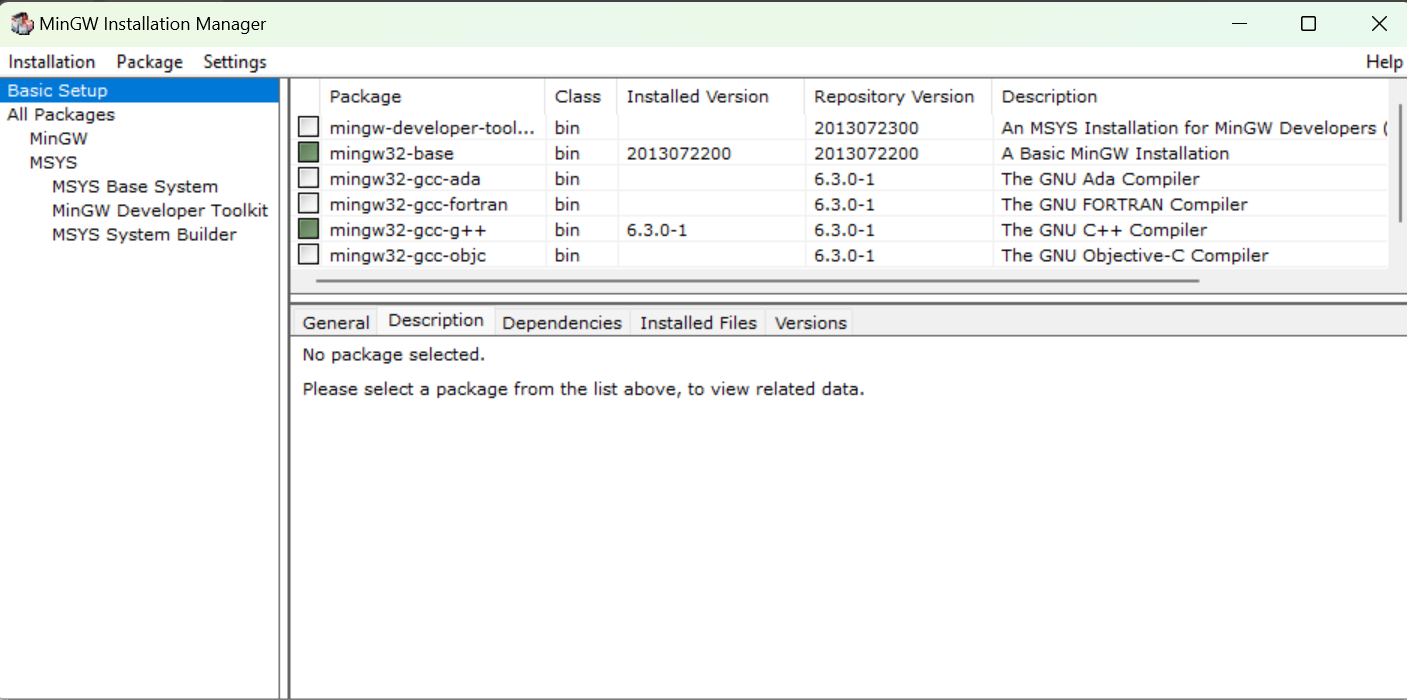 MinGW Installation Manager
Installation Package Settings Help
Basic Setup
All Packages
MinGW
MSYS
MSYS Base System
MinGW Developer Toolkit
MSYS System Builder
Package Class Installed Version Repository Version Description
mingw-developer-tool... bin 2013072300 An MSYS Installation for MinGW Developers (
mingw32-base bin 2013072200 2013072200 A Basic MinGW Installation
mingw32-gcc-ada bin 6.3.0-1 The GNU Ada Compiler
mingw32-gcc-fortran bin 6.3.0-1 The GNU FORTRAN Compiler
mingw32-gcc-g++ bin 6.3.0-1 6.3.0-1 The GNU C++ Compiler
mingw32-gcc-objc bin 6.3.0-1 The GNU Objective-C Compiler
General Description Dependencies Installed Files Versions
No package selected.
Please select a package from the list above, to view related data.